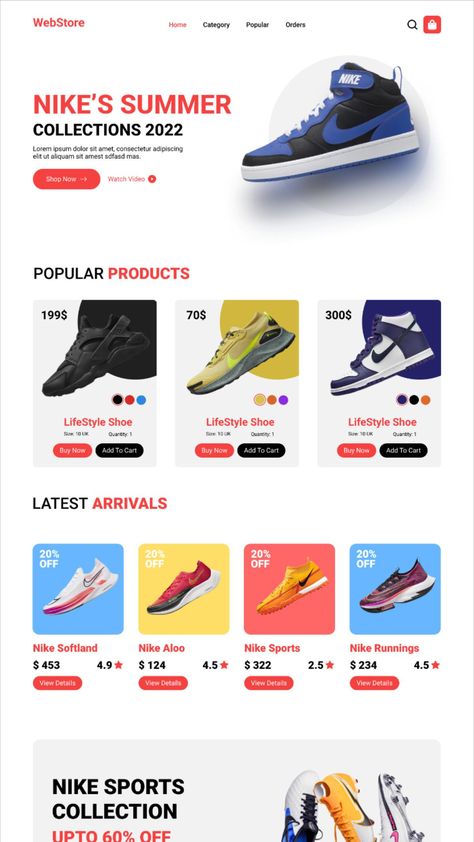 WebStore
Home Category Popular Orders
NIKE
NIKE'S SUMMER
COLLECTIONS 2022
Lorem ipsum dolor sit amet, consectetur adipiscing
elit ut aliquam sit amest sdfasd mas.
Shop Now → Watch Video
POPULAR PRODUCTS
199$ 70$ 300$
LifeStyle Shoe LifeStyle Shoe LifeStyle Shoe
Size: 10 UK Quantity: 1 Size: 10 UK Quantity: 1 Size: 10 UK Quantity: 1
Buy Now Add To Cart Buy Now Add To Cart Buy Now Add To Cart
LATEST ARRIVALS
20% 20% 20% 20%
OFF OFF OFF OFF
Nike Softland Nike Aloo Nike Sports Nike Runnings
$ 453 4.9 $ 124 4.5 $ 322 2.5 $ 234 4.5
View Details View Details View Details View Details
NIKE SPORTS
COLLECTION
UPTO 60% OFF